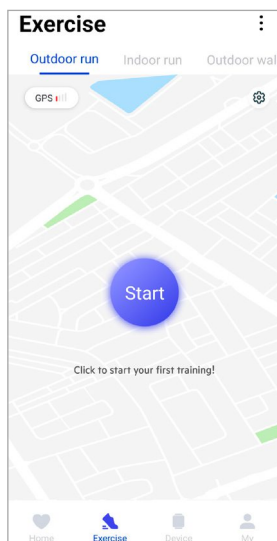 Exercise
Outdoor run Indoor run Outdoor wal
GPS
Start
Click to start your first training!
Home Exercise Device My